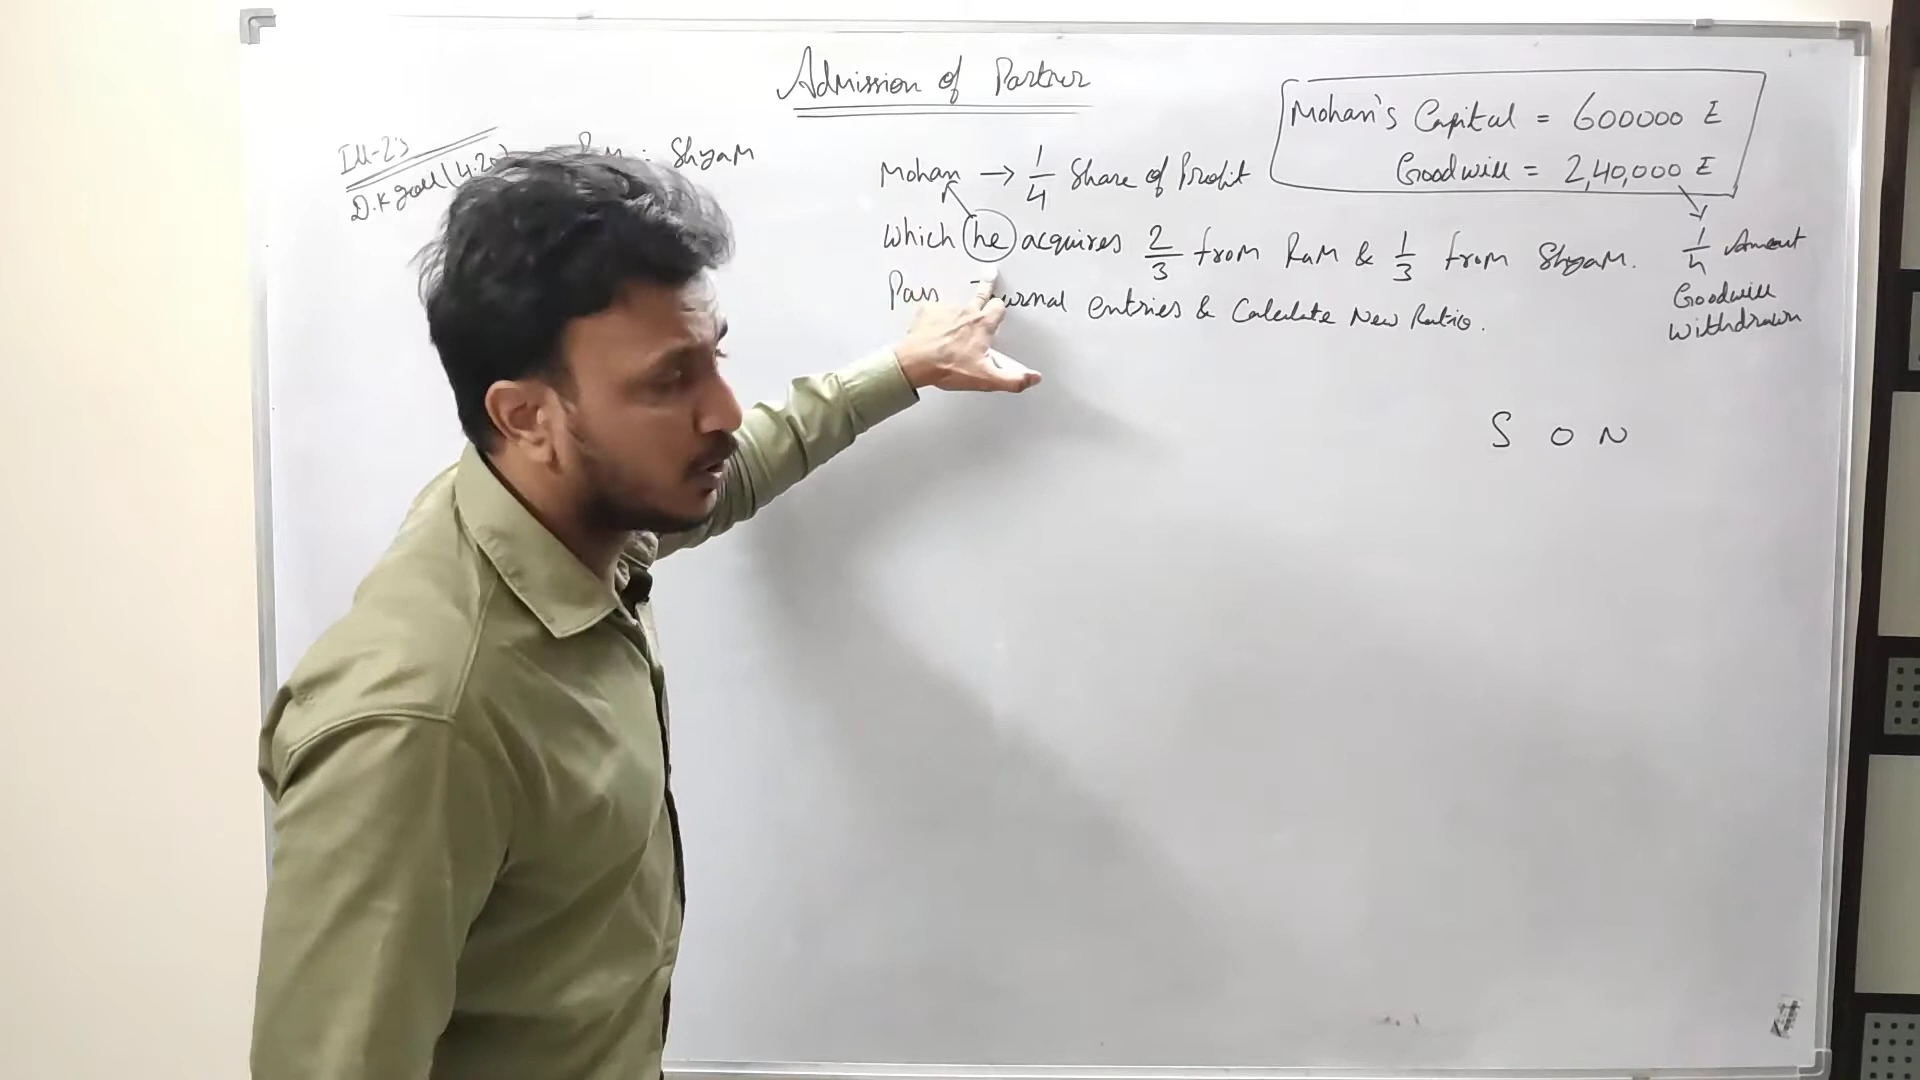 Admission of Partner
Ill-2's
D.K Goel (4.20)
: Shyam
Mohan → 1/4 Share of Profit
which he acquires 2/3 from Ram & 1/3 from Shyam.
Pass Journal entries & Calculate New Ratio.
Mohan's Capital = 600000 E
Goodwill = 2,40,000 E
1/4 Amount
Goodwill
withdrawn
S O N